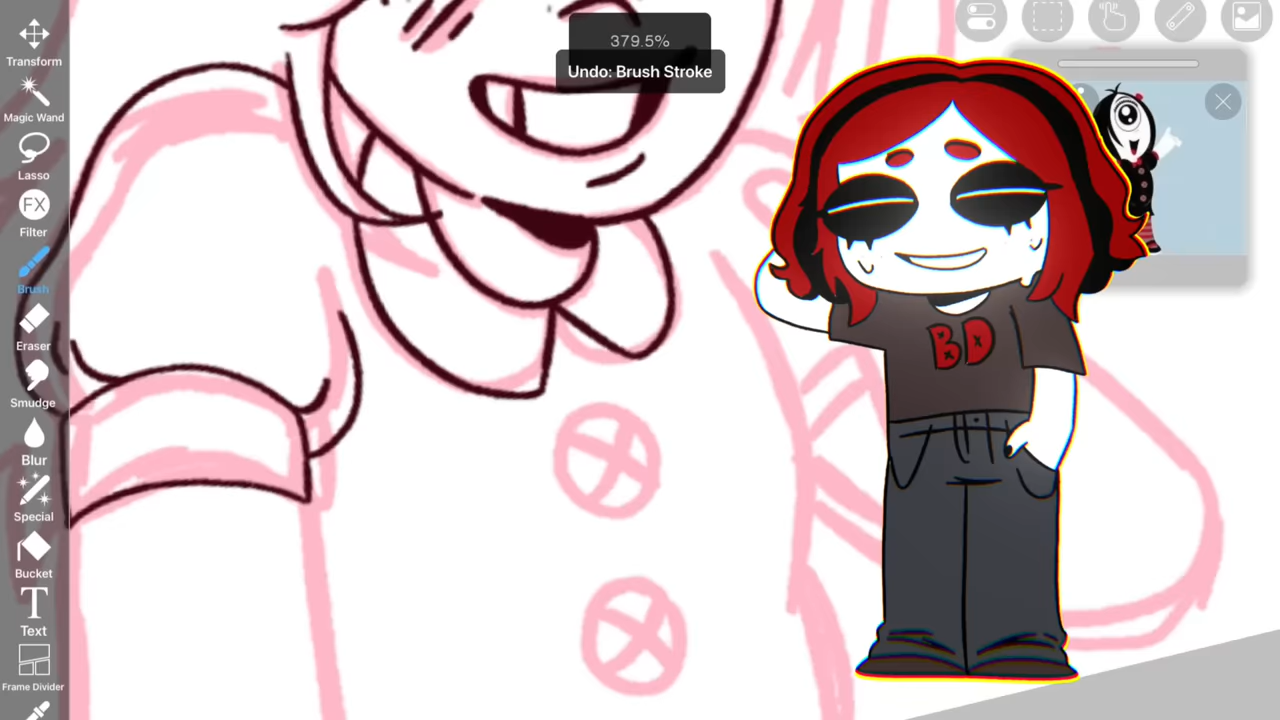 379.5%
Undo: Brush Stroke
Transform
Magic Wand
Lasso
FX
Filter
Brush
Eraser
Smudge
Blur
Special
Bucket
T
Text
Frame Divider
BD